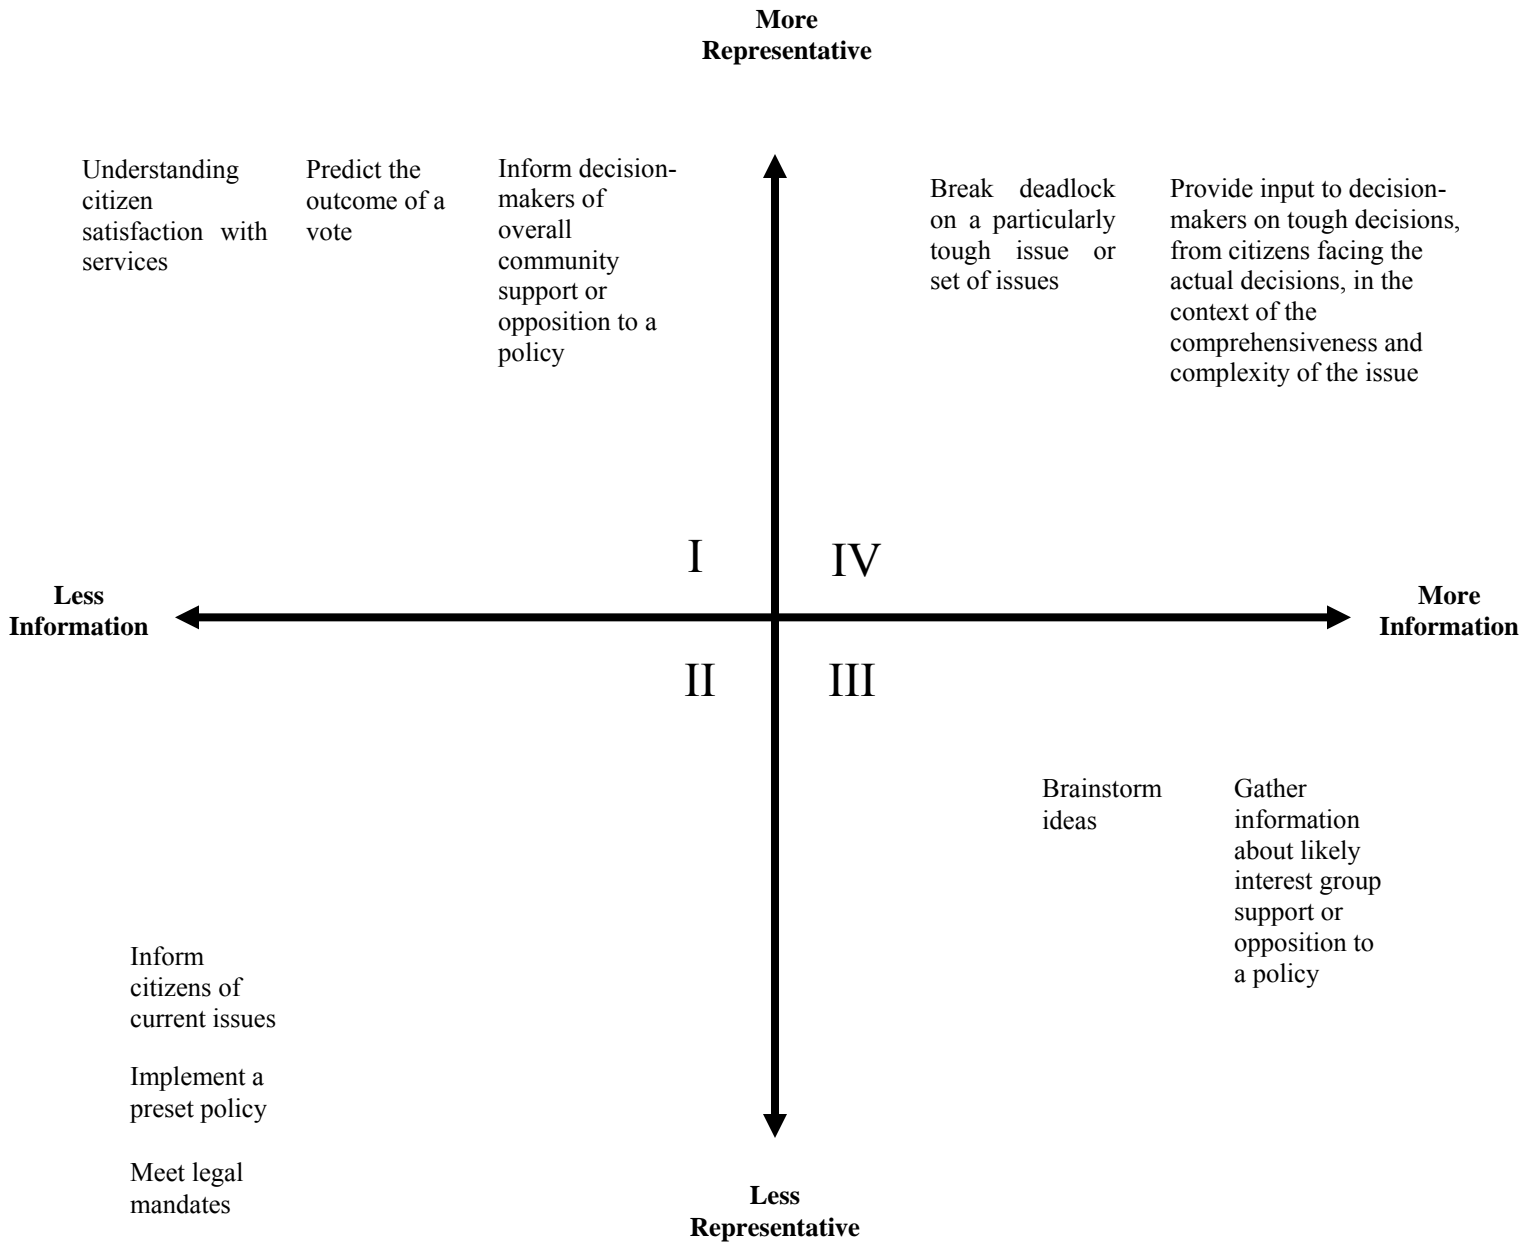 More
Representative
Understanding
citizen
satisfaction with
services
Predict the
outcome of a
vote
Inform decision-
makers of
overall
community
support or
opposition to a
policy
Break deadlock
on a particularly
tough issue or
set of issues
Provide input to decision-
makers on tough decisions,
from citizens facing the
actual decisions, in the
context of the
comprehensiveness and
complexity of the issue
I
IV
Less
Information
More
Information
II
III
Brainstorm
ideas
Gather
information
about likely
interest group
support or
opposition to
a policy
Inform
citizens of
current issues
Implement a
preset policy
Meet legal
mandates
Less
Representative